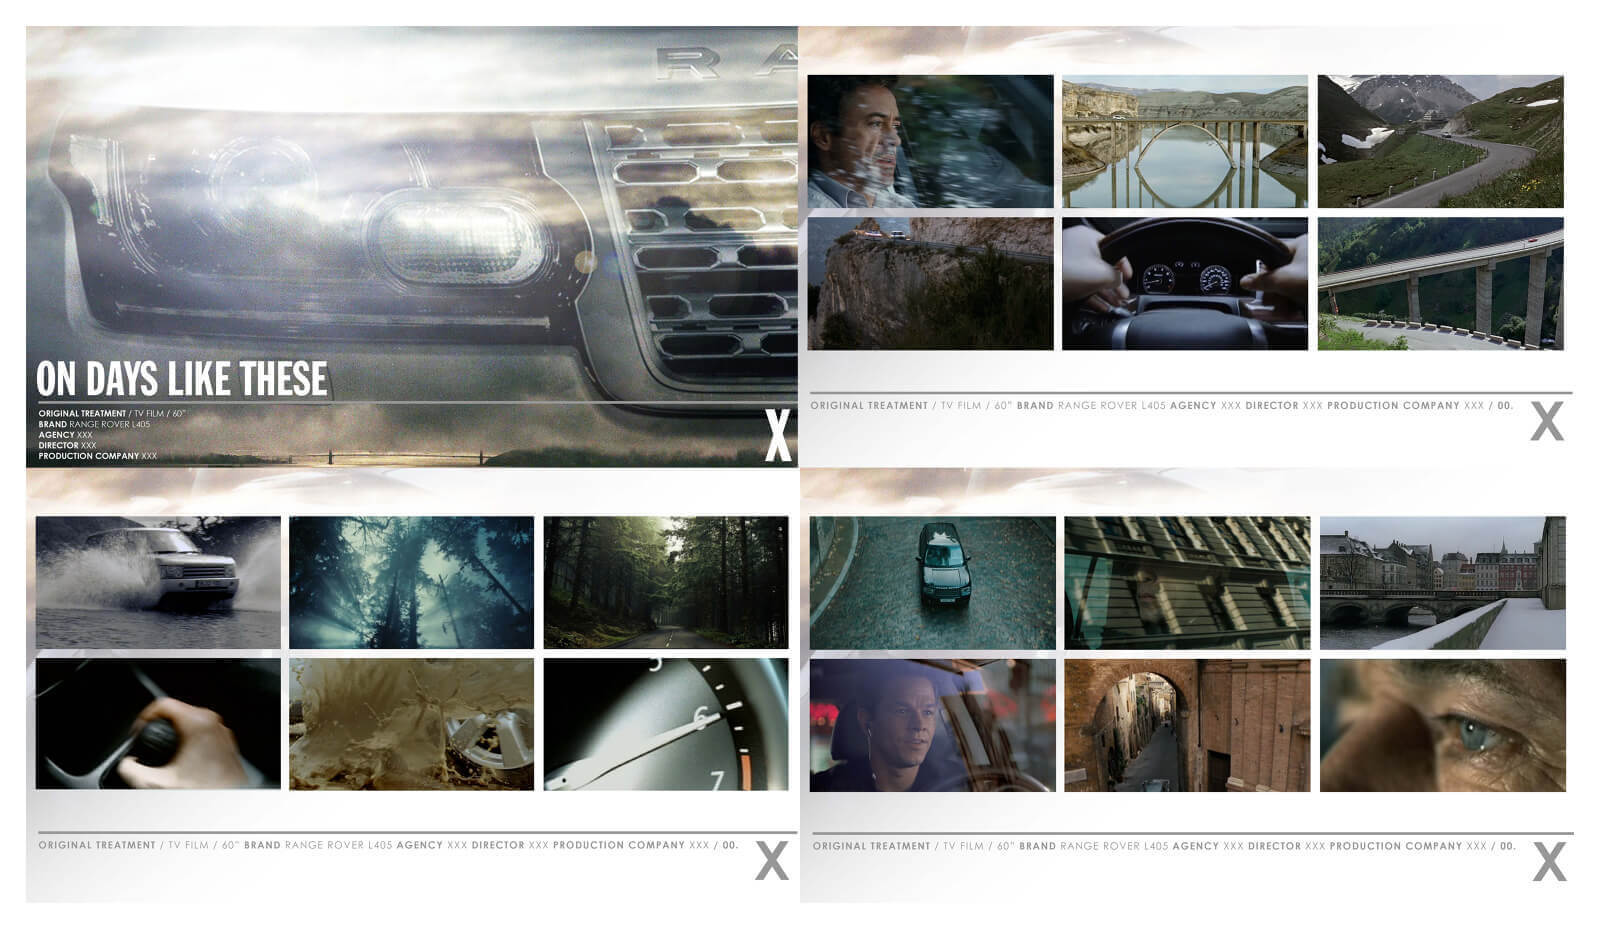 RA
ON DAYS LIKE THESE
ORIGINAL TREATMENT / TV FILM / 60"
BRAND RANGE ROVER L405
AGENCY XXX
DIRECTOR XXX
PRODUCTION COMPANY XXX
X
ORIGINAL TREATMENT / TV FILM / 60" BRAND RANGE ROVER L405 AGENCY XXX DIRECTOR XXX PRODUCTION COMPANY XXX / 00.
X
5
6
7
ORIGINAL TREATMENT / TV FILM / 60" BRAND RANGE ROVER L405 AGENCY XXX DIRECTOR XXX PRODUCTION COMPANY XXX / 00.
X
ORIGINAL TREATMENT / TV FILM / 60" BRAND RANGE ROVER L405 AGENCY XXX DIRECTOR XXX PRODUCTION COMPANY XXX / 00.
X